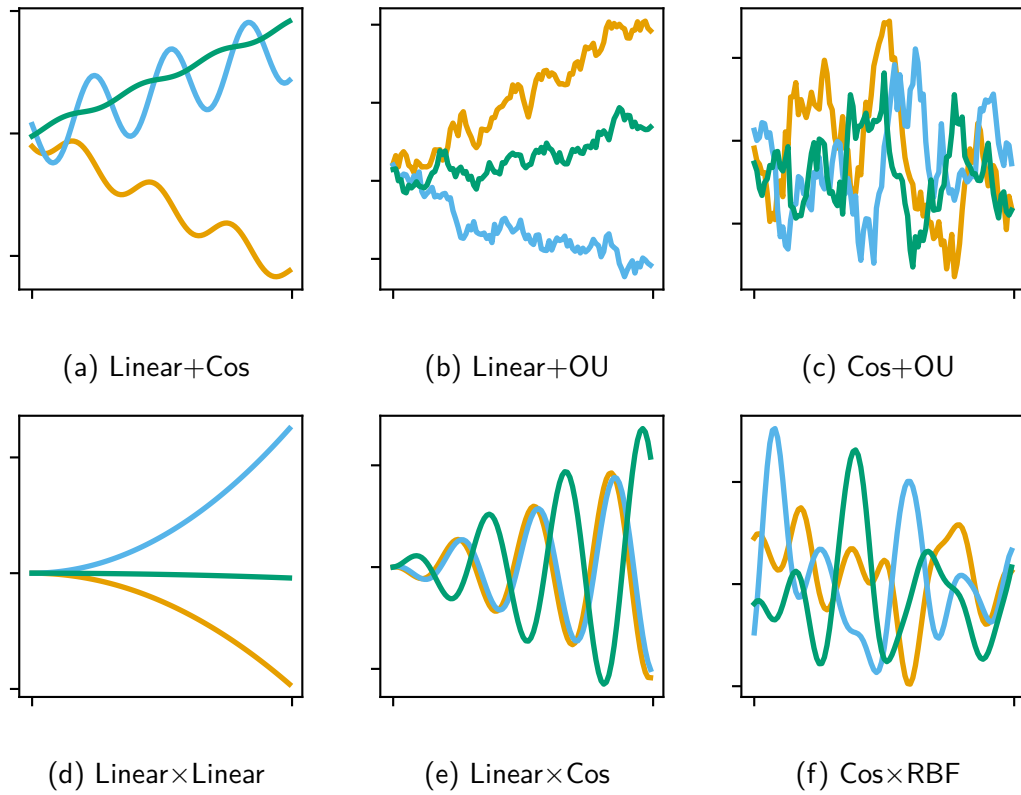 (a) Linear+Cos
(b) Linear+OU
(c) Cos+OU
(d) Linear×Linear
(e) Linear×Cos
(f) Cos×RBF